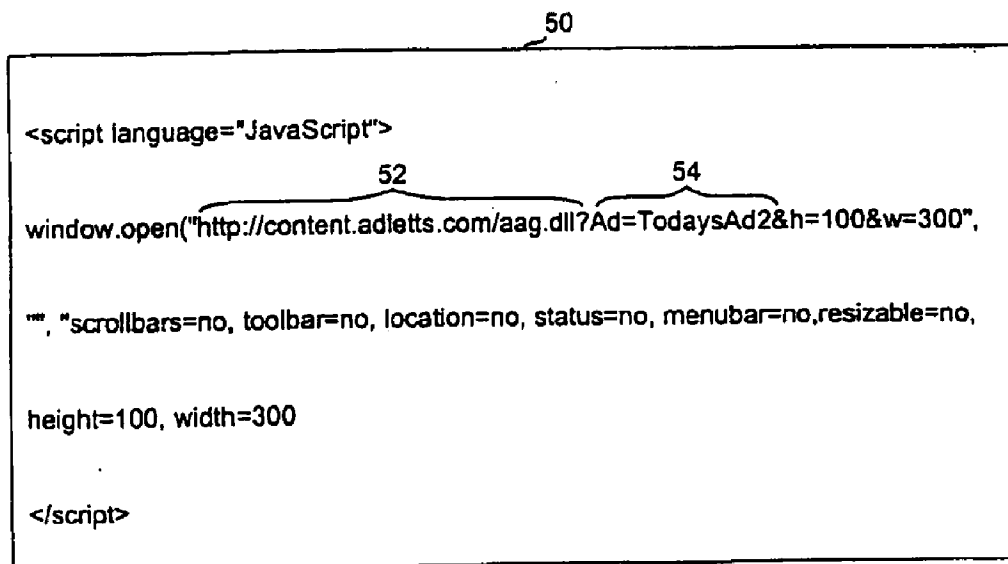 50
<script language="JavaScript">
52 54
window.open("http://content.adletts.com/aag.dll?Ad=TodaysAd2&h=100&w=300",
"", "scrollbars=no, toolbar=no, location=no, status=no, menubar=no,resizable=no,
height=100, width=300
</script>